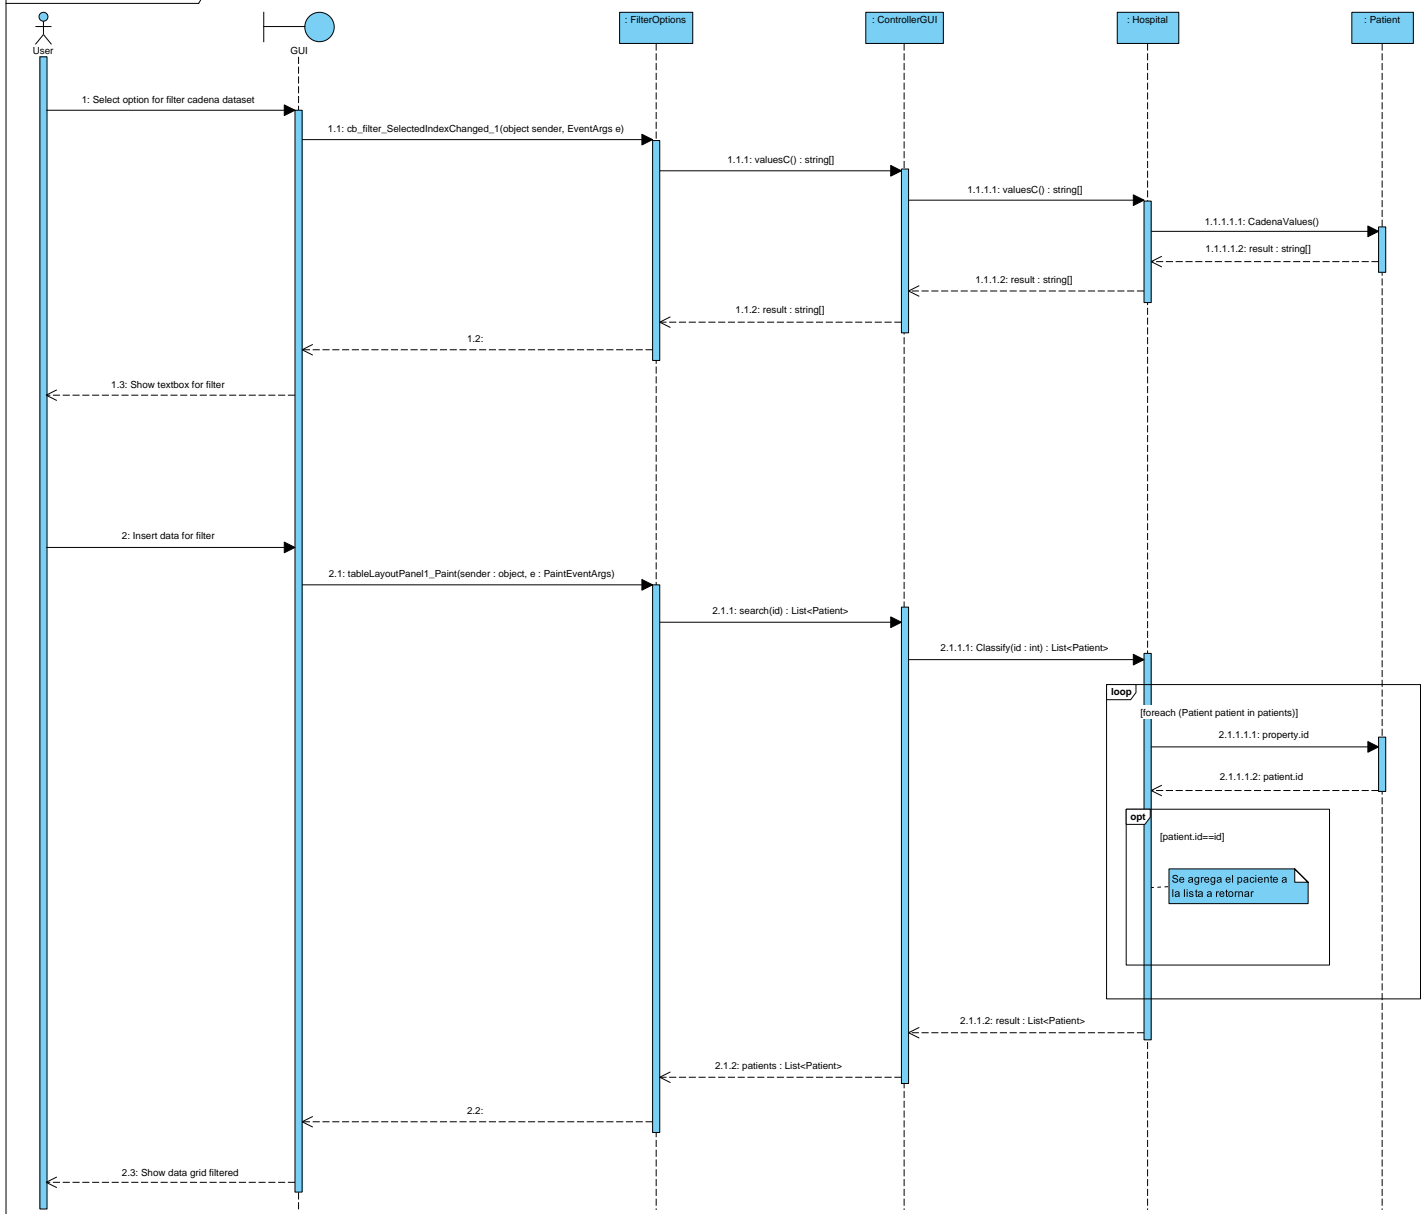 User
GUI
: FilterOptions
: ControllerGUI
: Hospital
: Patient
1: Select option for filter cadena dataset
1.1: cb_filter_SelectedIndexChanged_1(object sender, EventArgs e)
1.1.1: valuesC() : string[]
1.1.1.1: valuesC() : string[]
1.1.1.1.1: CadenaValues()
1.1.1.1.2: result : string[]
1.1.1.2: result : string[]
1.1.2: result : string[]
1.2:
1.3: Show textbox for filter
2: Insert data for filter
2.1: tableLayoutPanel1_Paint(sender : object, e : PaintEventArgs)
2.1.1: search(id) : List<Patient>
2.1.1.1: Classify(id : int) : List<Patient>
loop
[foreach (Patient patient in patients)]
2.1.1.1.1: property.id
2.1.1.1.2: patient.id
opt
[patient.id==id]
Se agrega el paciente a
la lista a retornar
2.1.1.2: result : List<Patient>
2.1.2: patients : List<Patient>
2.2:
2.3: Show data grid filtered